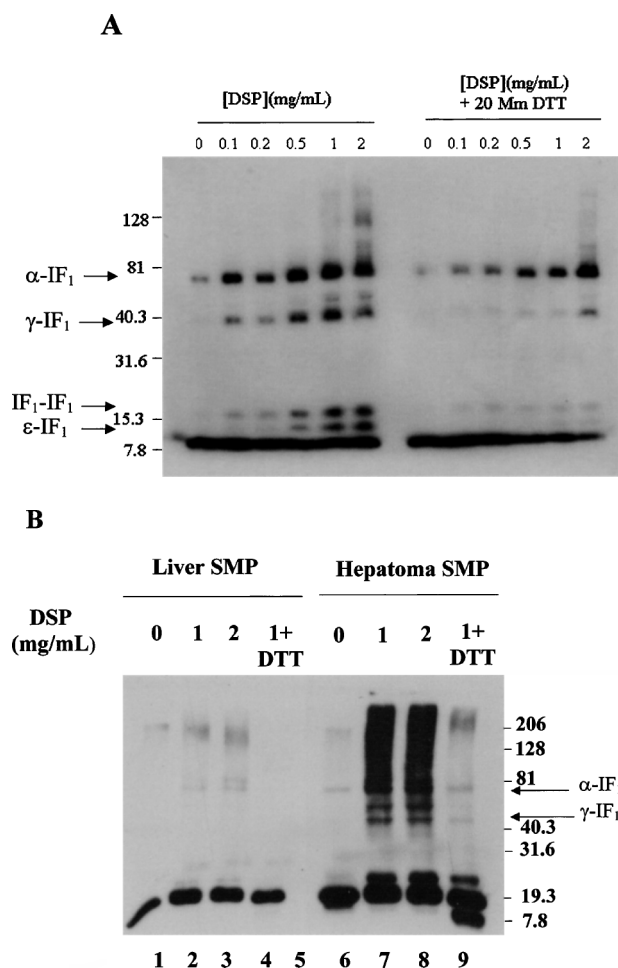 A
[DSP](mg/mL)
[DSP](mg/mL)
+ 20 Mm DTT
0 0.1 0.2 0.5 1 2
0 0.1 0.2 0.5 1 2
128
α-IF₁
81
γ-IF₁
40.3
31.6
IF₁-IF₁
15.3
ε-IF₁
7.8
B
Liver SMP
Hepatoma SMP
DSP
(mg/mL)
0 1 2 1+
DTT
0 1 2 1+
DTT
206
128
81
α-IF
γ-IF₁
40.3
31.6
19.3
7.8
1 2 3 4 5 6 7 8 9